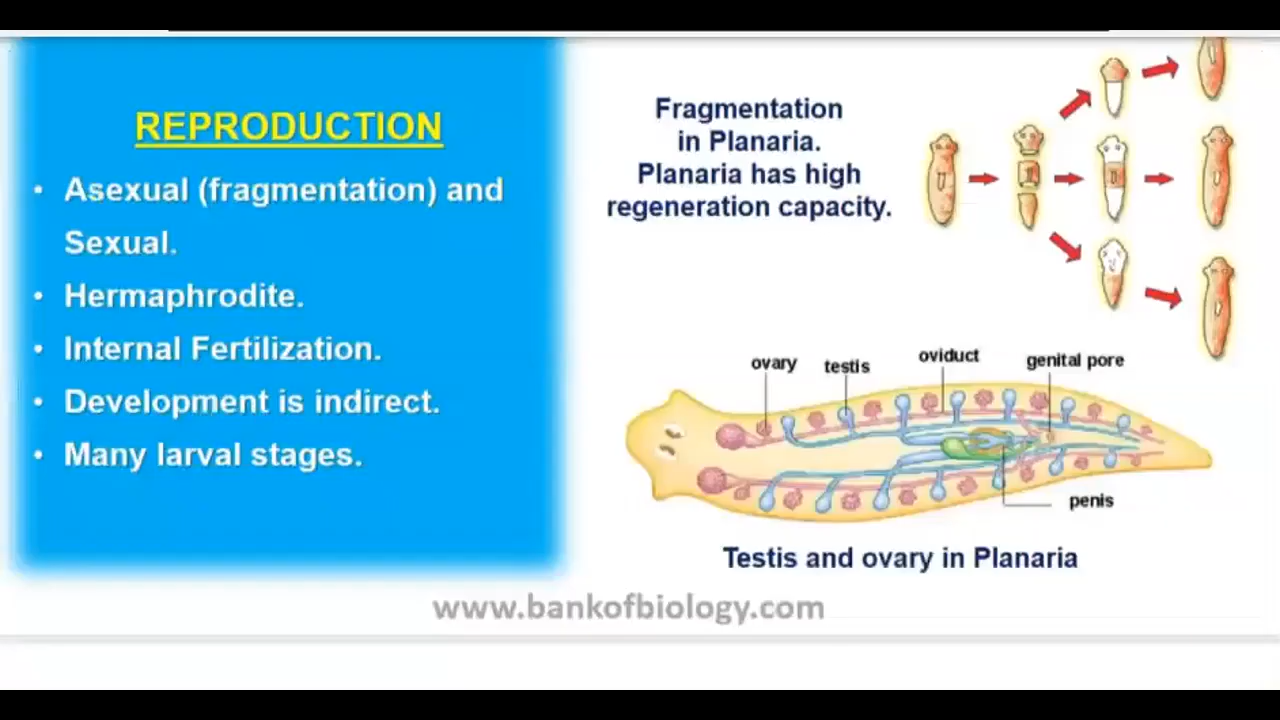 REPRODUCTION
• Asexual (fragmentation) and
Sexual.
• Hermaphrodite.
• Internal Fertilization.
• Development is indirect.
• Many larval stages.
Fragmentation
in Planaria.
Planaria has high
regeneration capacity.
ovary testis oviduct genital pore
penis
Testis and ovary in Planaria
www.bankofbiology.com